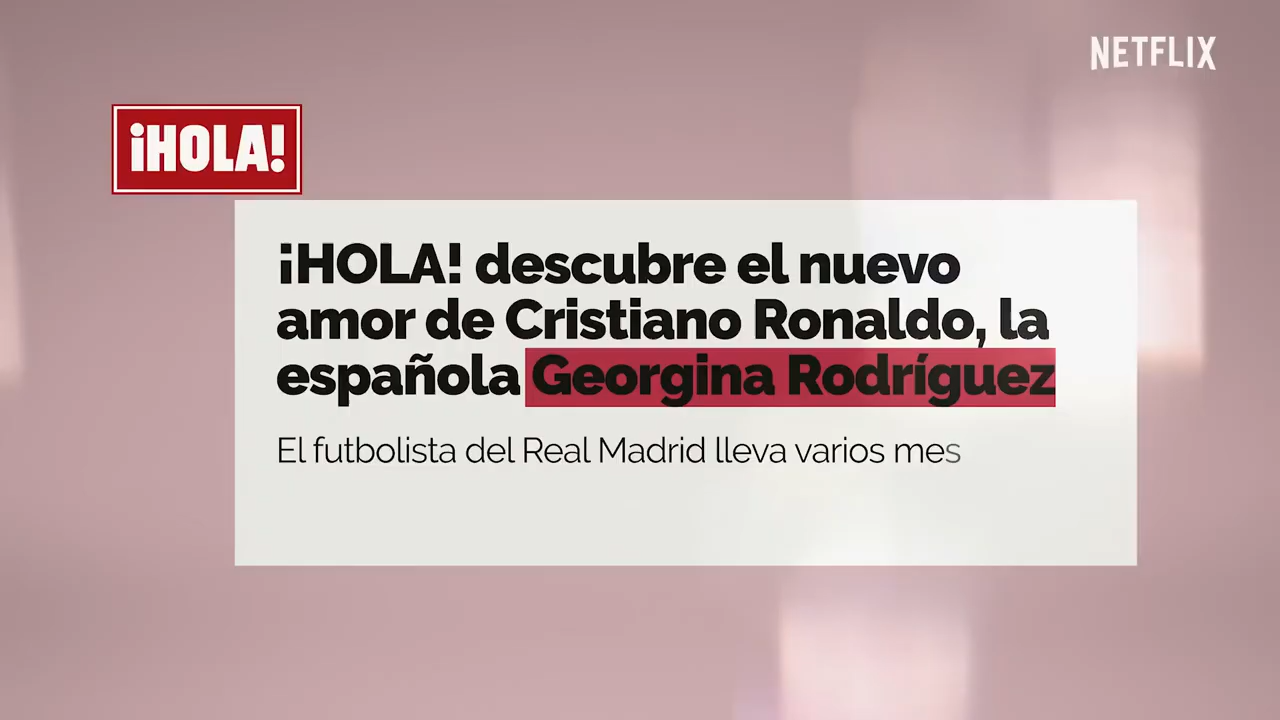 NETFLIX
¡HOLA!
¡HOLA! descubre el nuevo
amor de Cristiano Ronaldo, la
española Georgina Rodríguez
El futbolista del Real Madrid lleva varios mes